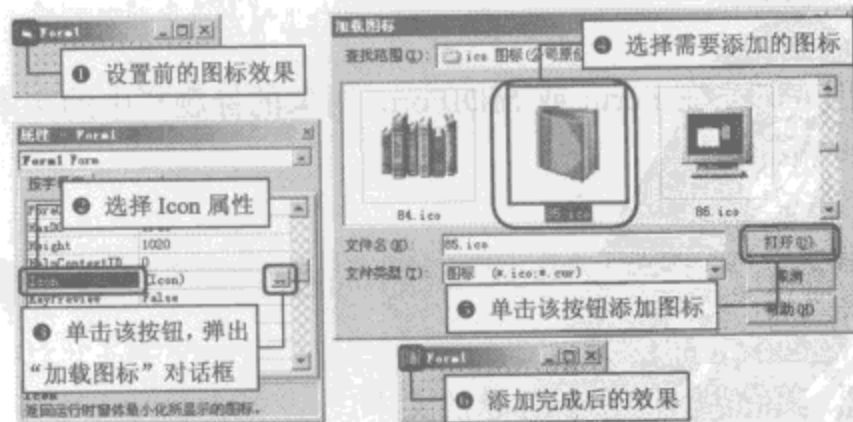 Form1
❶ 设置前的图标效果
属性 - Form1
Form1 Form
❷ 选择 Icon 属性
Height 1020
HelpContextID 0
Icon (Icon) ...
KeyPreview False
❸ 单击该按钮，弹出
“加载图标”对话框
Icon
返回运行时窗体最小化所显示的图标。
加载图标
查找范围(I): ico 图标
❹ 选择需要添加的图标
84.ico 85.ico 86.ico
文件名(N): 85.ico 打开(O)
文件类型(T): 图标 (*.ico;*.cur) 取消
❺ 单击该按钮添加图标 帮助(H)
Form1
❻ 添加完成后的效果